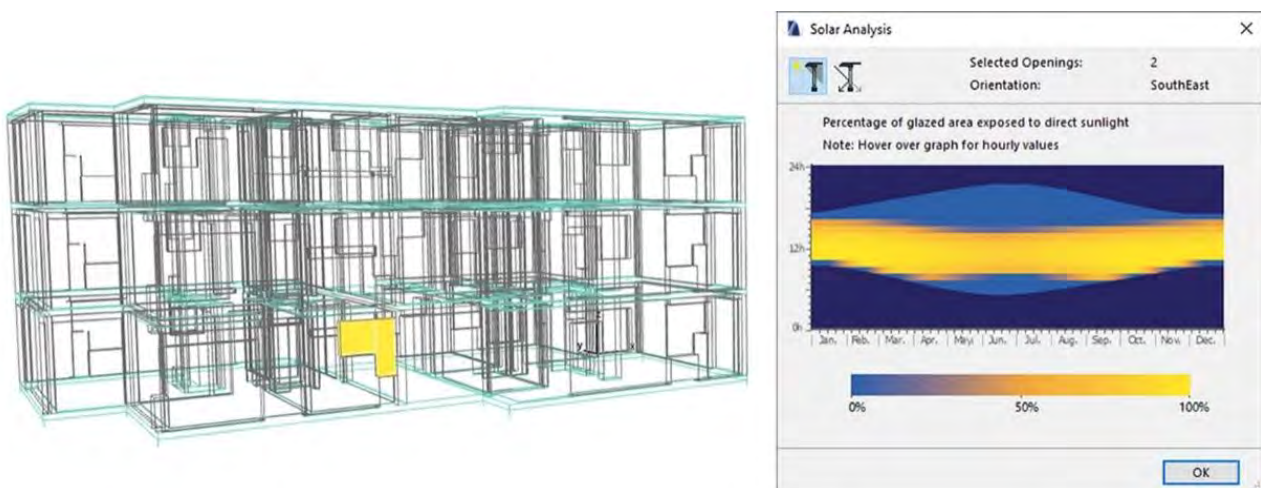 Solar Analysis
Selected Openings: 2
Orientation: SouthEast
Percentage of glazed area exposed to direct sunlight
Note: Hover over graph for hourly values
24h
12h
0h
Jan. Feb. Mar. Apr. May. Jun. Jul. Aug. Sep. Oct. Nov. Dec.
0% 50% 100%
OK
y x